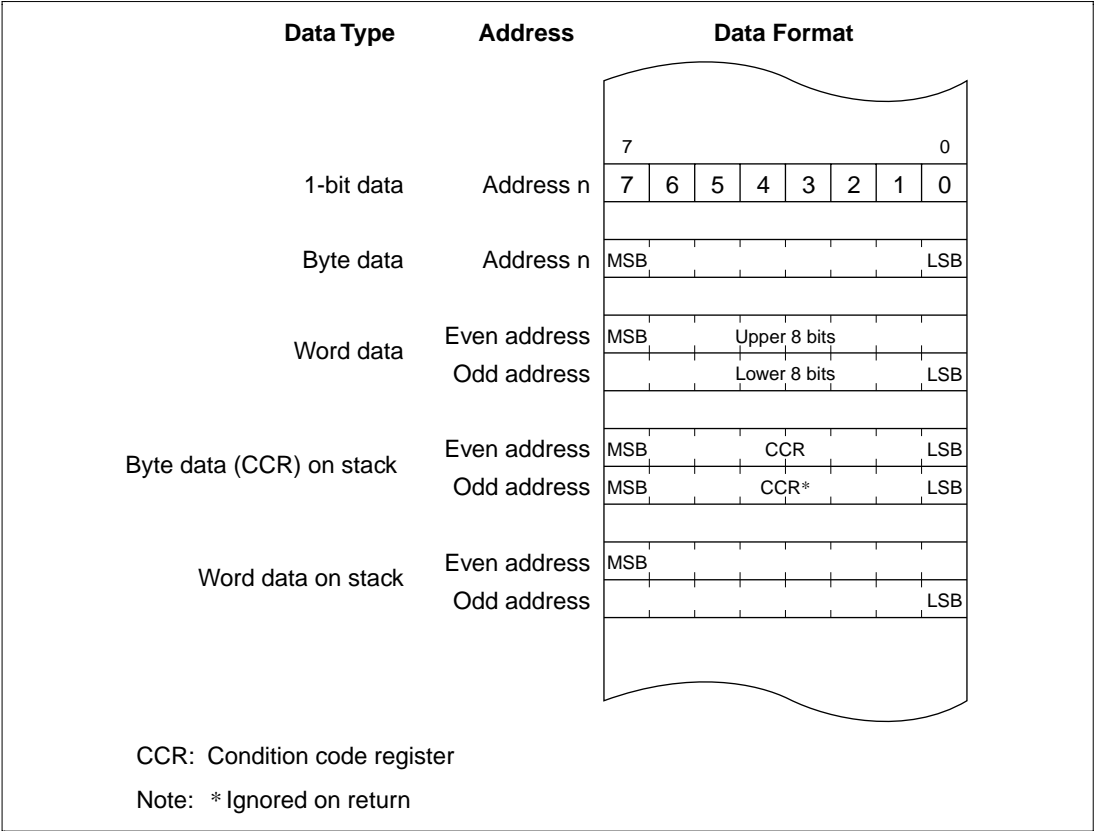 Data Type Address Data Format
7 0
1-bit data Address n 7 6 5 4 3 2 1 0
Byte data Address n MSB LSB
Word data
Even address MSB Upper 8 bits
Odd address Lower 8 bits LSB
Byte data (CCR) on stack
Even address MSB CCR LSB
Odd address MSB CCR* LSB
Word data on stack
Even address MSB
Odd address LSB
CCR: Condition code register
Note: * Ignored on return